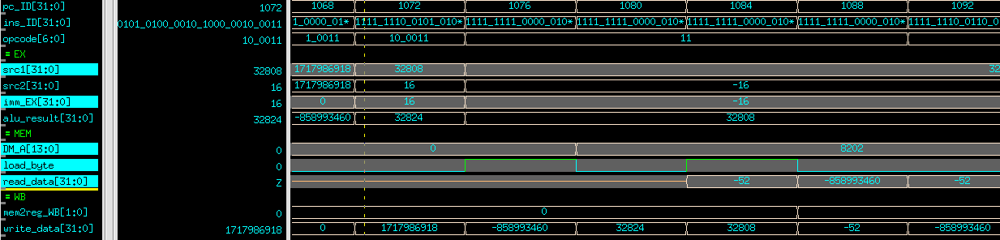 pc_ID[31:0] 1072 1068 1072 1076 1080 1084 1088 1092
ins_ID[31:0] 0101_0100_0010_1000_0010_0011 1_0000_01* 1111_1110_0101_010* 1111_1111_0000_010* 1111_1111_0000_010* 1111_1111_0000_010* 1111_1111_0000_010* 1111_1110_0110_0
opcode[6:0] 10_0011 1_0011 10_0011 11
= EX
src1[31:0] 32808 1717986918 32808 32
src2[31:0] 16 1717986918 16 -16
imm_EX[31:0] 16 0 16 -16
alu_result[31:0] 32824 -858993460 32824 32808
= MEM
DM_A[13:0] 0 0 8202
load_byte 0
read_data[31:0] Z -52 -858993460 -52
= WB
mem2reg_WB[1:0] 0 0
write_data[31:0] 1717986918 0 1717986918 -858993460 32824 32808 -52 -858993460